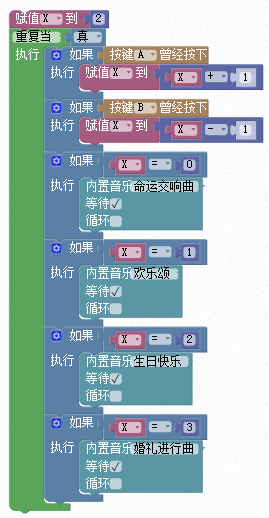 赋值 X 到 2
重复当 真
执行 如果 按键 A 曾经按下
执行 赋值 X 到 X + 1
如果 按键 B 曾经按下
执行 赋值 X 到 X - 1
如果 X = 0
执行 内置音乐 命运交响曲
等待 ✓
循环
如果 X = 1
执行 内置音乐 欢乐颂
等待 ✓
循环
如果 X = 2
执行 内置音乐 生日快乐
等待 ✓
循环
如果 X = 3
执行 内置音乐 婚礼进行曲
等待 ✓
循环